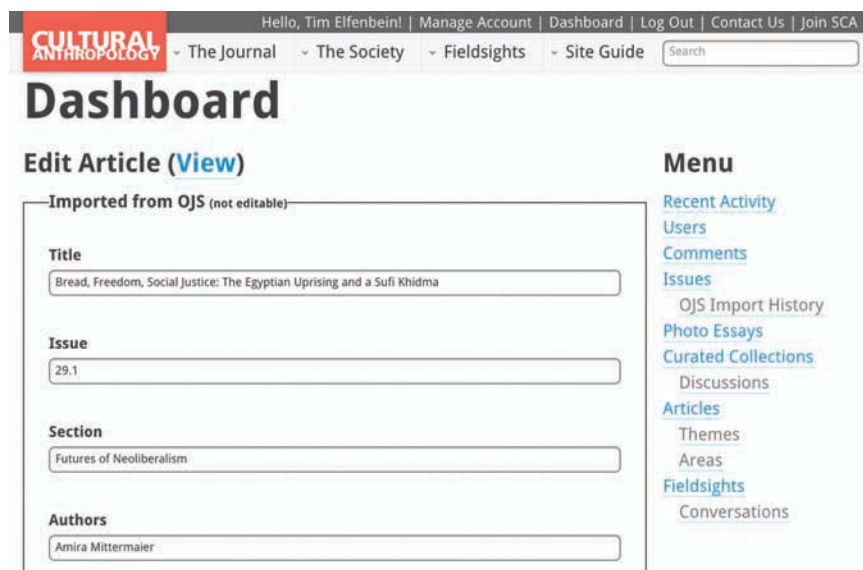 Hello, Tim Elfenbein! | Manage Account | Dashboard | Log Out | Contact Us | Join SCA
CULTURAL
ANTHROPOLOGY
The Journal
The Society
Fieldsights
Site Guide
Search
Dashboard
Edit Article (View)
Imported from OJS (not editable)
Title
Bread, Freedom, Social Justice: The Egyptian Uprising and a Sufi Khidma
Issue
29.1
Section
Futures of Neoliberalism
Authors
Amira Mittermaier
Menu
Recent Activity
Users
Comments
Issues
OJS Import History
Photo Essays
Curated Collections
Discussions
Articles
Themes
Areas
Fieldsights
Conversations